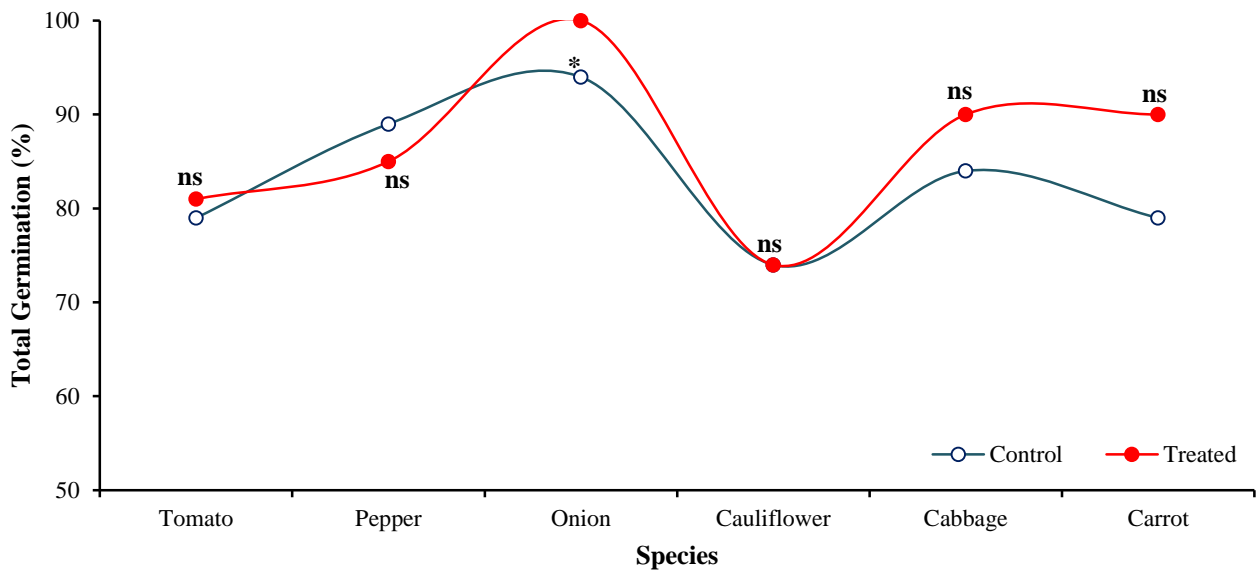 100
*
ns
ns
90
ns
ns
80
ns
70
60
Control
Treated
50
Tomato Pepper Onion Cauliflower Cabbage Carrot
Species
Total Germination (%)